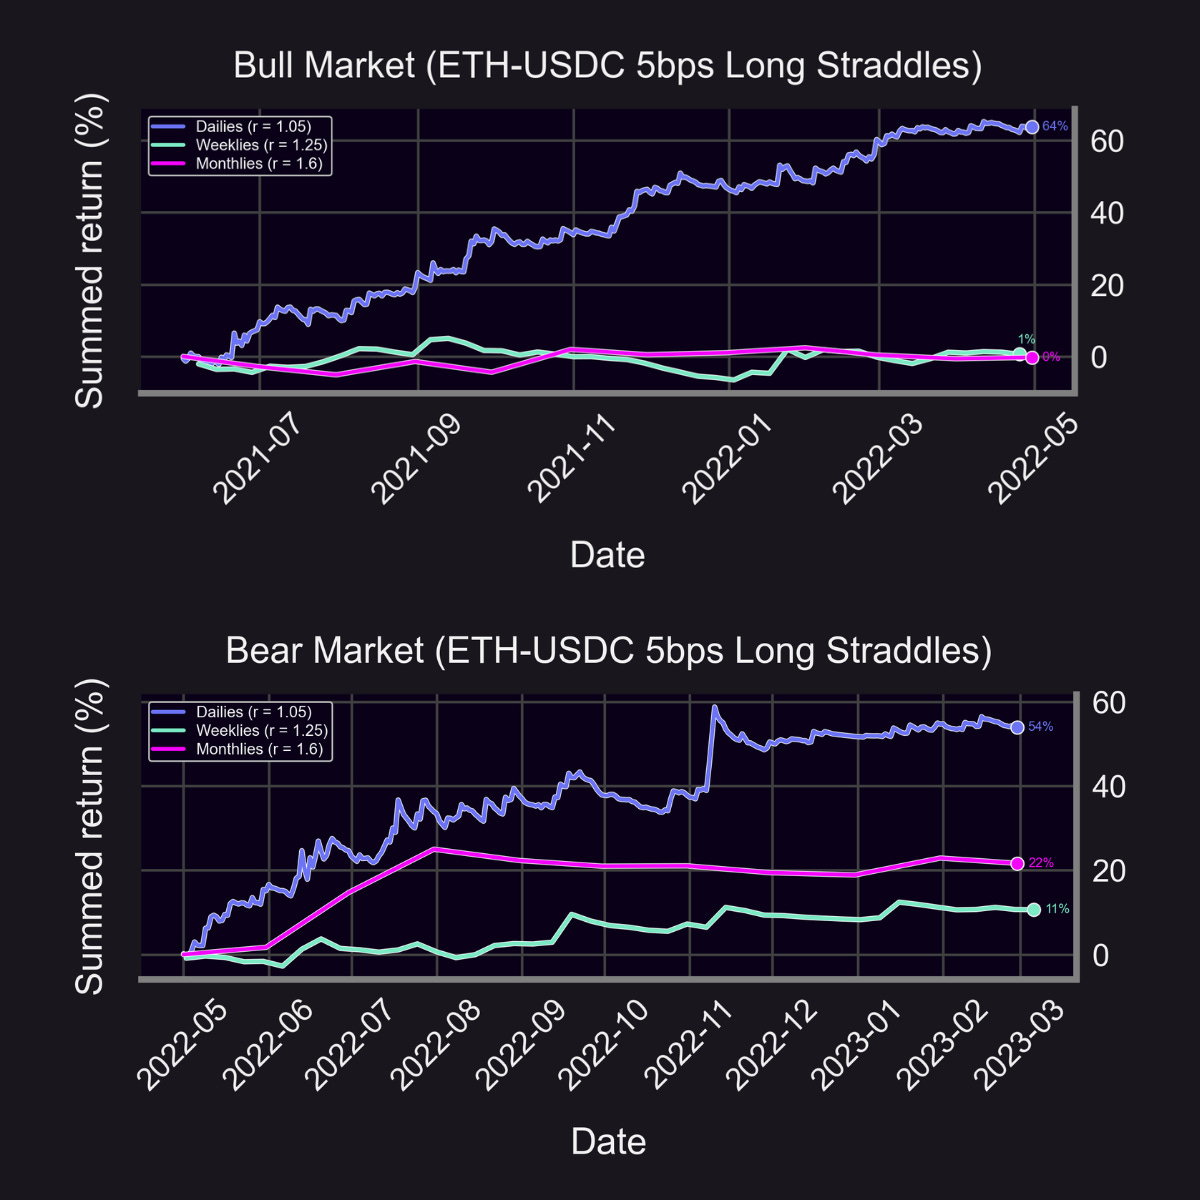 Bull Market (ETH-USDC 5bps Long Straddles)
Summed return (%)
Dailies (r = 1.05)
Weeklies (r = 1.25)
Monthlies (r = 1.6)
64%
1%
0%
60
40
20
0
2021-07
2021-09
2021-11
2022-01
2022-03
2022-05
Date
Bear Market (ETH-USDC 5bps Long Straddles)
Summed return (%)
Dailies (r = 1.05)
Weeklies (r = 1.25)
Monthlies (r = 1.6)
54%
22%
11%
60
40
20
0
2022-05
2022-06
2022-07
2022-08
2022-09
2022-10
2022-11
2022-12
2023-01
2023-02
2023-03
Date